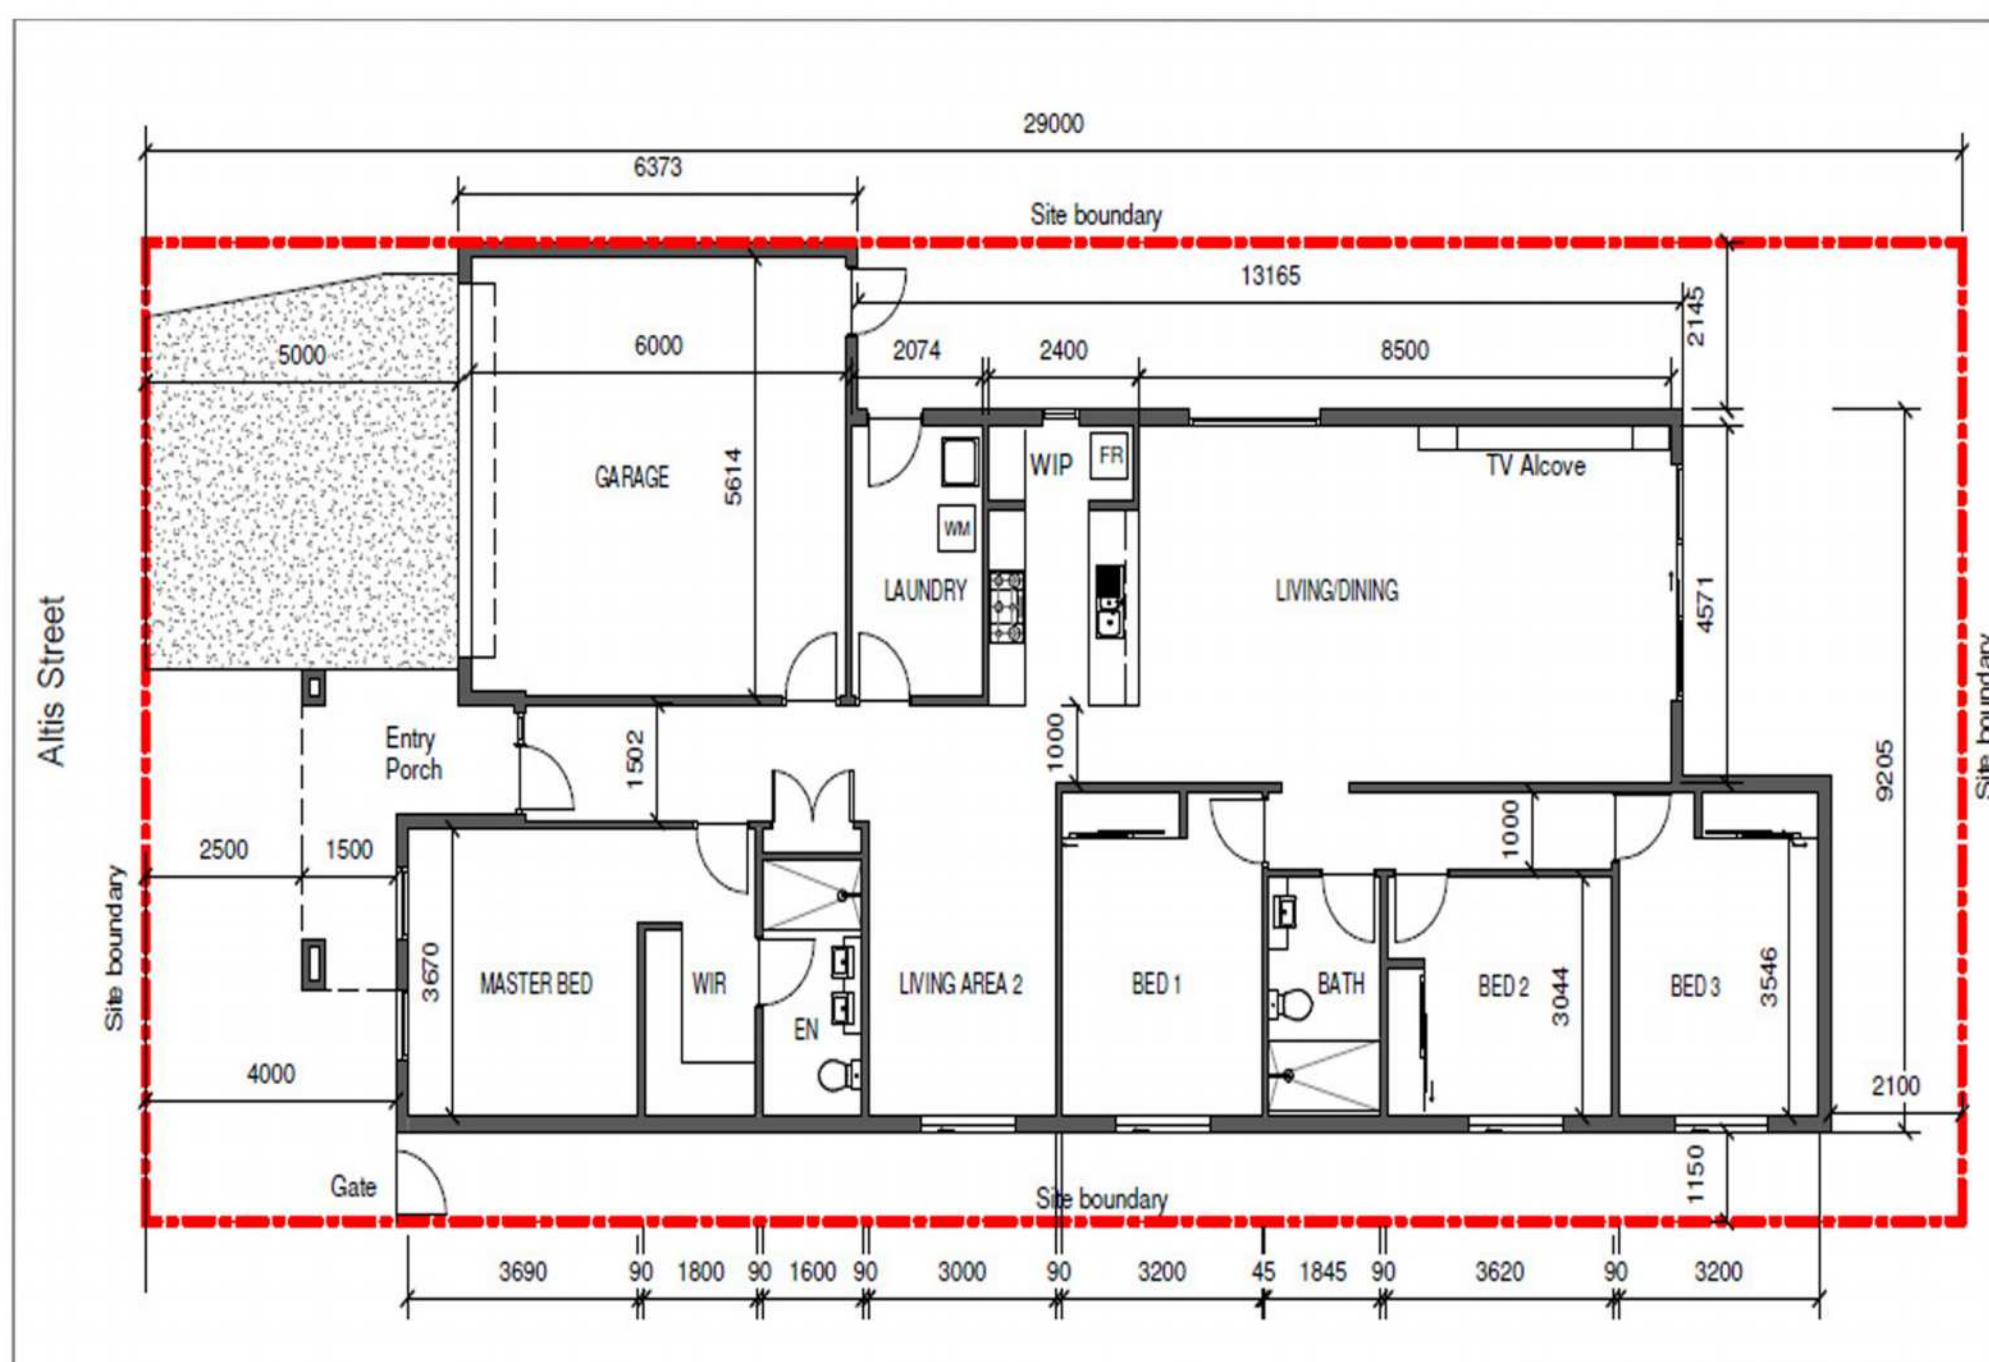 29000
6373
Site boundary
13165
2145
5000
6000
2074
2400
8500
GARAGE
5614
WIP
FR
TV Alcove
WM
LAUNDRY
LIVING/DINING
4571
Altis Street
Site boundary
Entry
Porch
1502
1000
9205
2500
1500
1000
Site boundary
3670
MASTER BED
WIR
EN
LIVING AREA 2
BED 1
BATH
BED 2
3044
BED 3
3546
4000
2100
Gate
Site boundary
1150
3690
90
1800
90
1600
90
3000
90
3200
45
1845
90
3620
90
3200